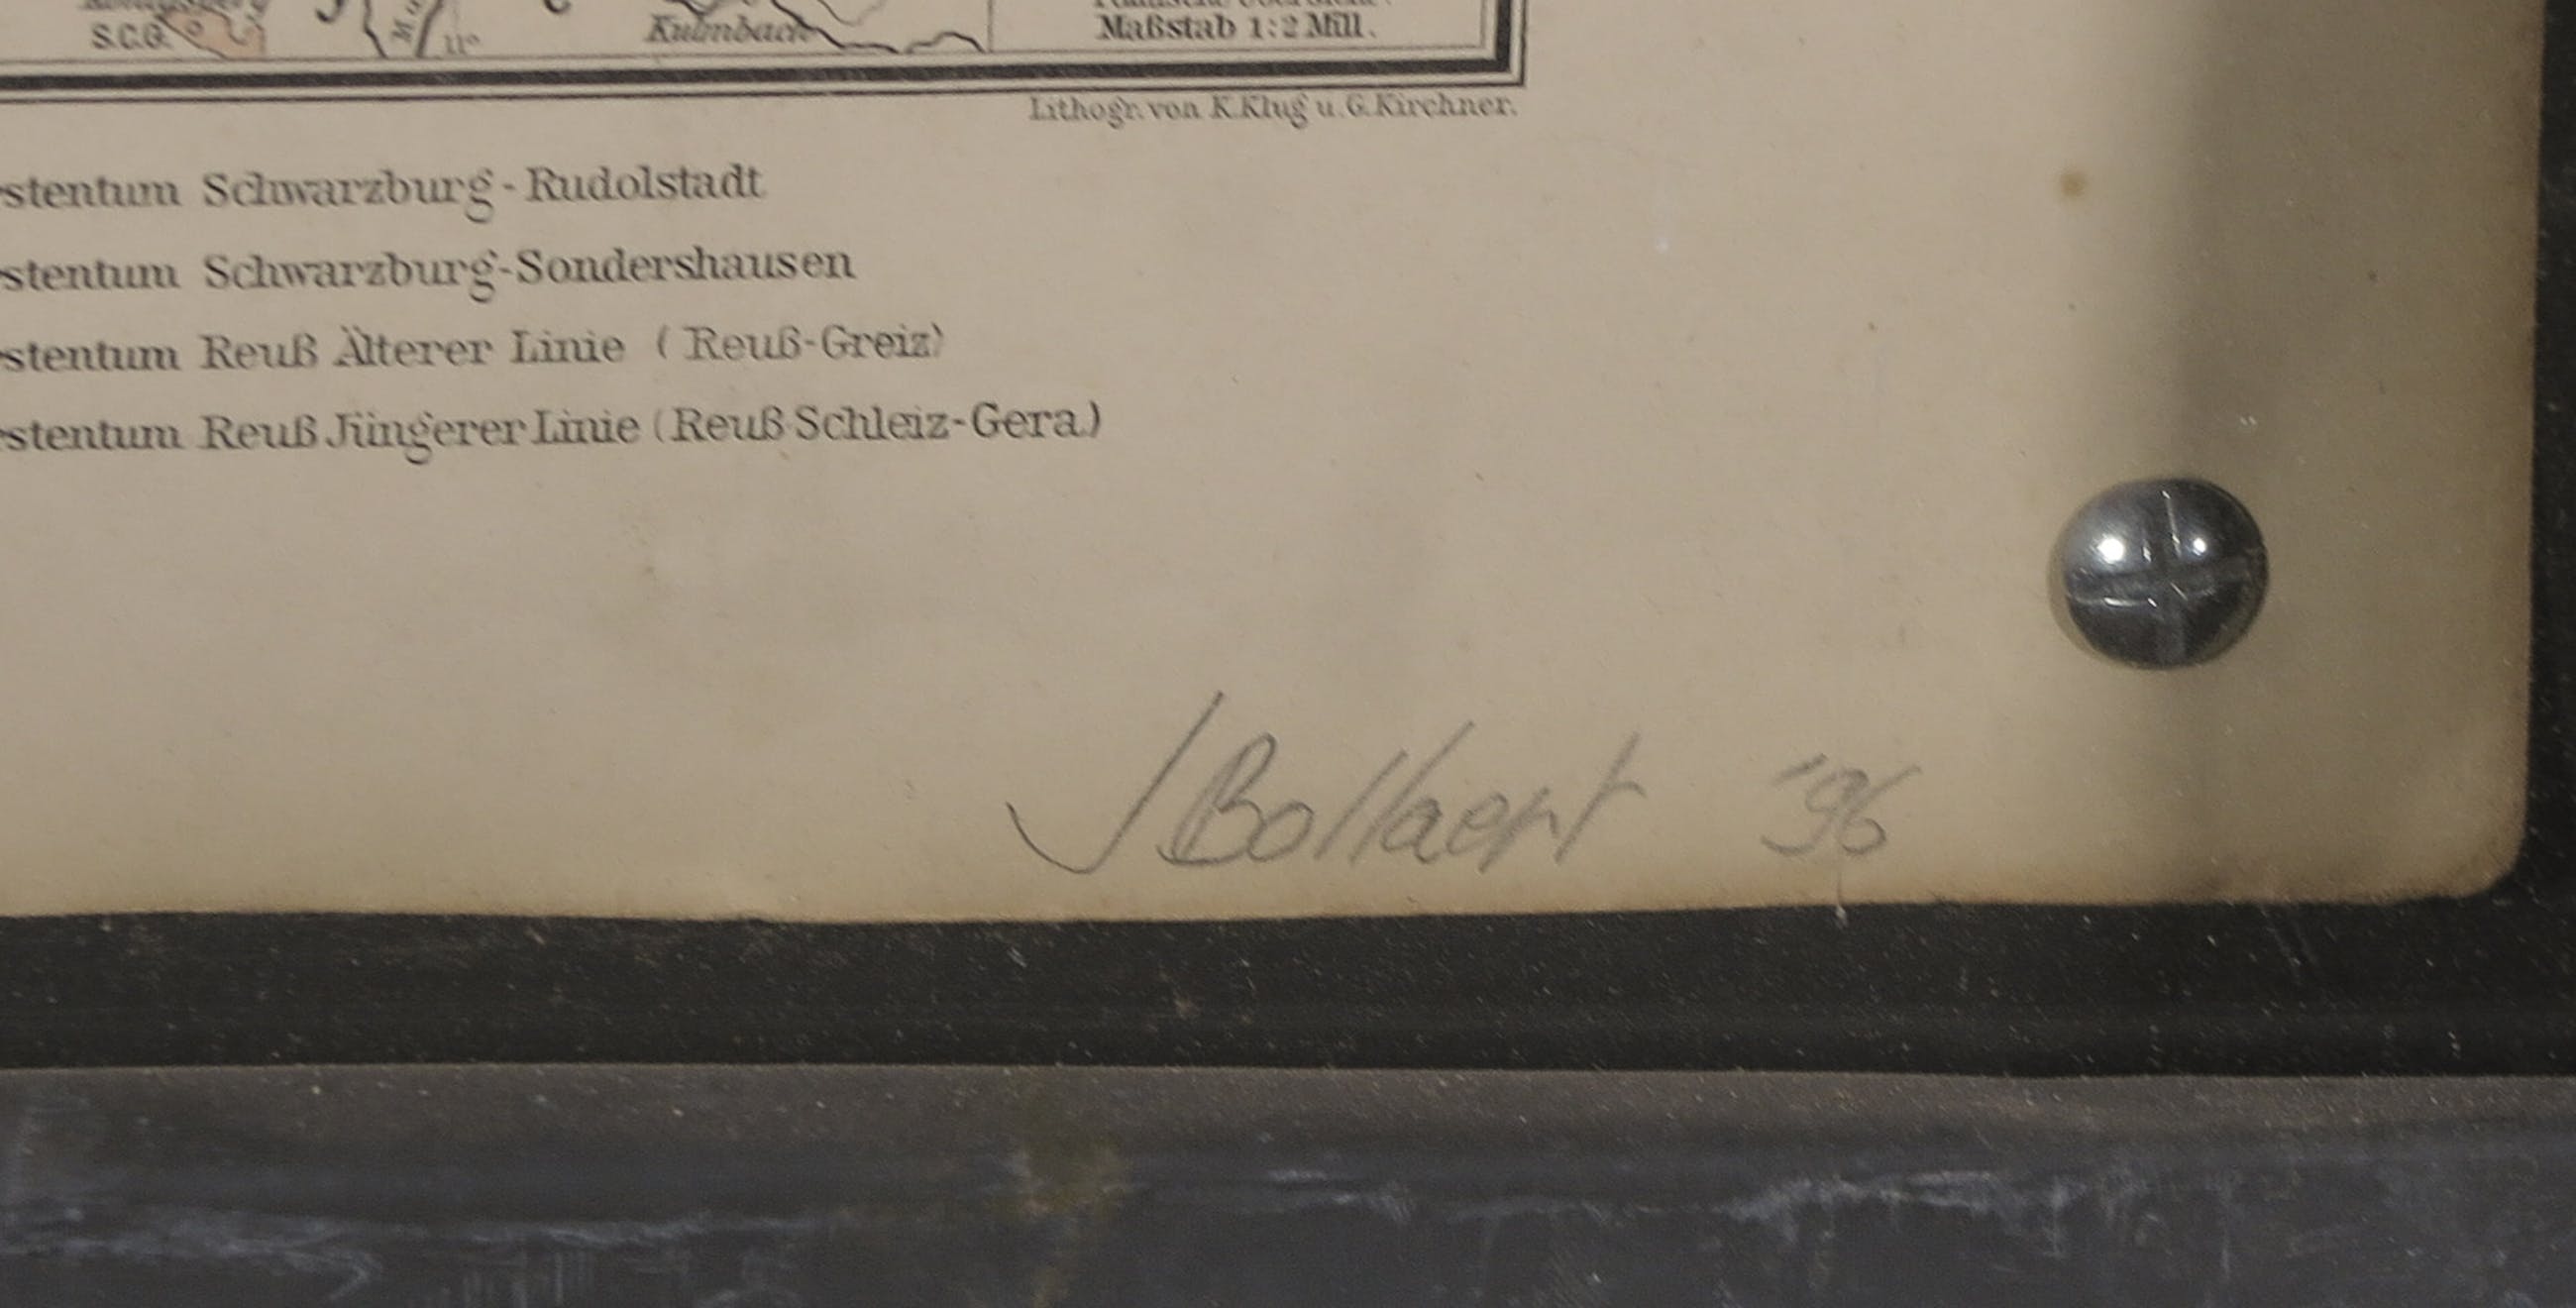 S.C.G.
11°
Kulmbach
Maßstab 1:2 Mill.
Lithogr. von K. Klug u. G. Kirchner.
stentum Schwarzburg-Rudolstadt
stentum Schwarzburg-Sondershausen
stentum Reuß Älterer Linie (Reuß-Greiz)
stentum Reuß Jüngerer Linie (Reuß Schleiz-Gera)
J Bollaert '96